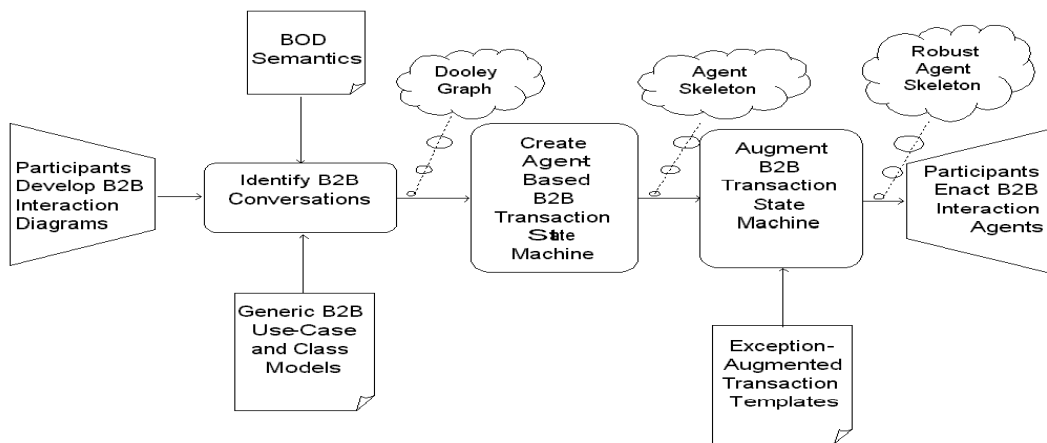 BOD
Semantics
Dooley
Graph
Agent
Skeleton
Robust
Agent
Skeleton
Participants
Develop B2B
Interaction
Diagrams
Identify B2B
Conversations
Create
Agent-
Based
B2B
Transaction
State
Machine
Augment
B2B
Transaction
State
Machine
Participants
Enact B2B
Interaction
Agents
Generic B2B
Use-Case
and Class
Models
Exception-
Augmented
Transaction
Templates